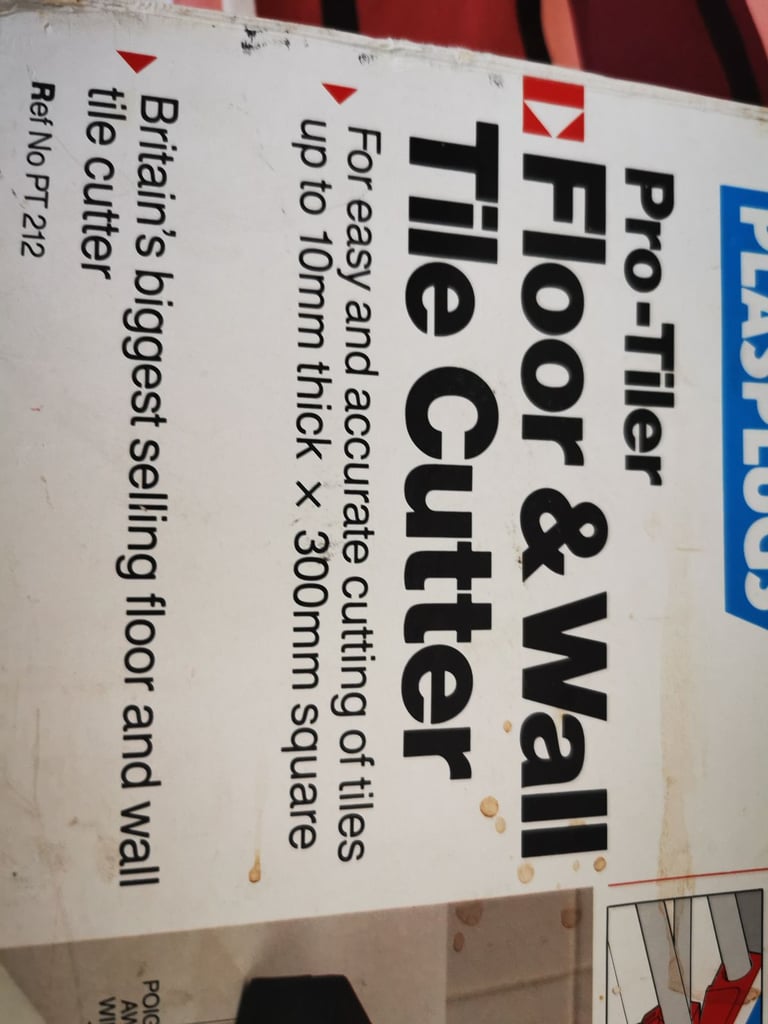 PLASPLUGS
Pro-Tiler
Floor & Wall
Tile Cutter
For easy and accurate cutting of tiles
up to 10mm thick × 300mm square
Britain's biggest selling floor and wall
tile cutter
Ref No PT 212